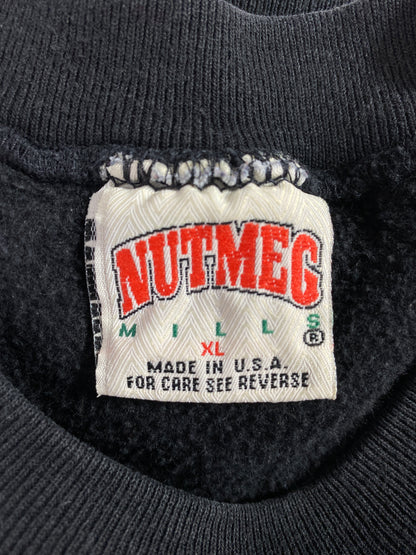 NUTMEG
MILLS
®
XL
MADE IN U.S.A.
FOR CARE SEE REVERSE